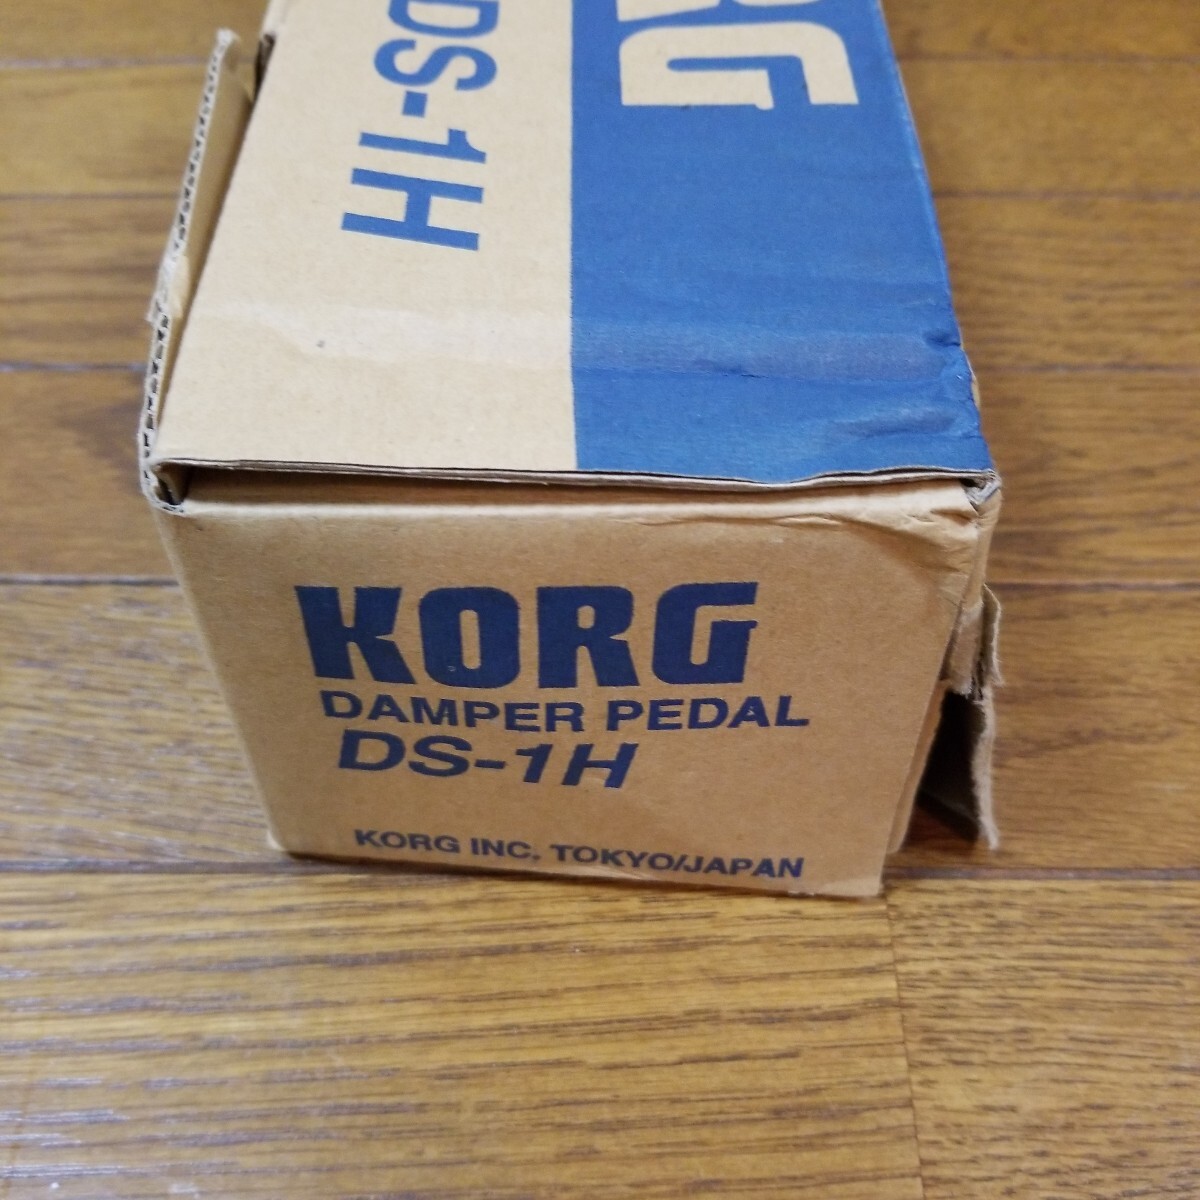 DS-1H
KORG
DAMPER PEDAL
DS-1H
KORG INC, TOKYO/JAPAN